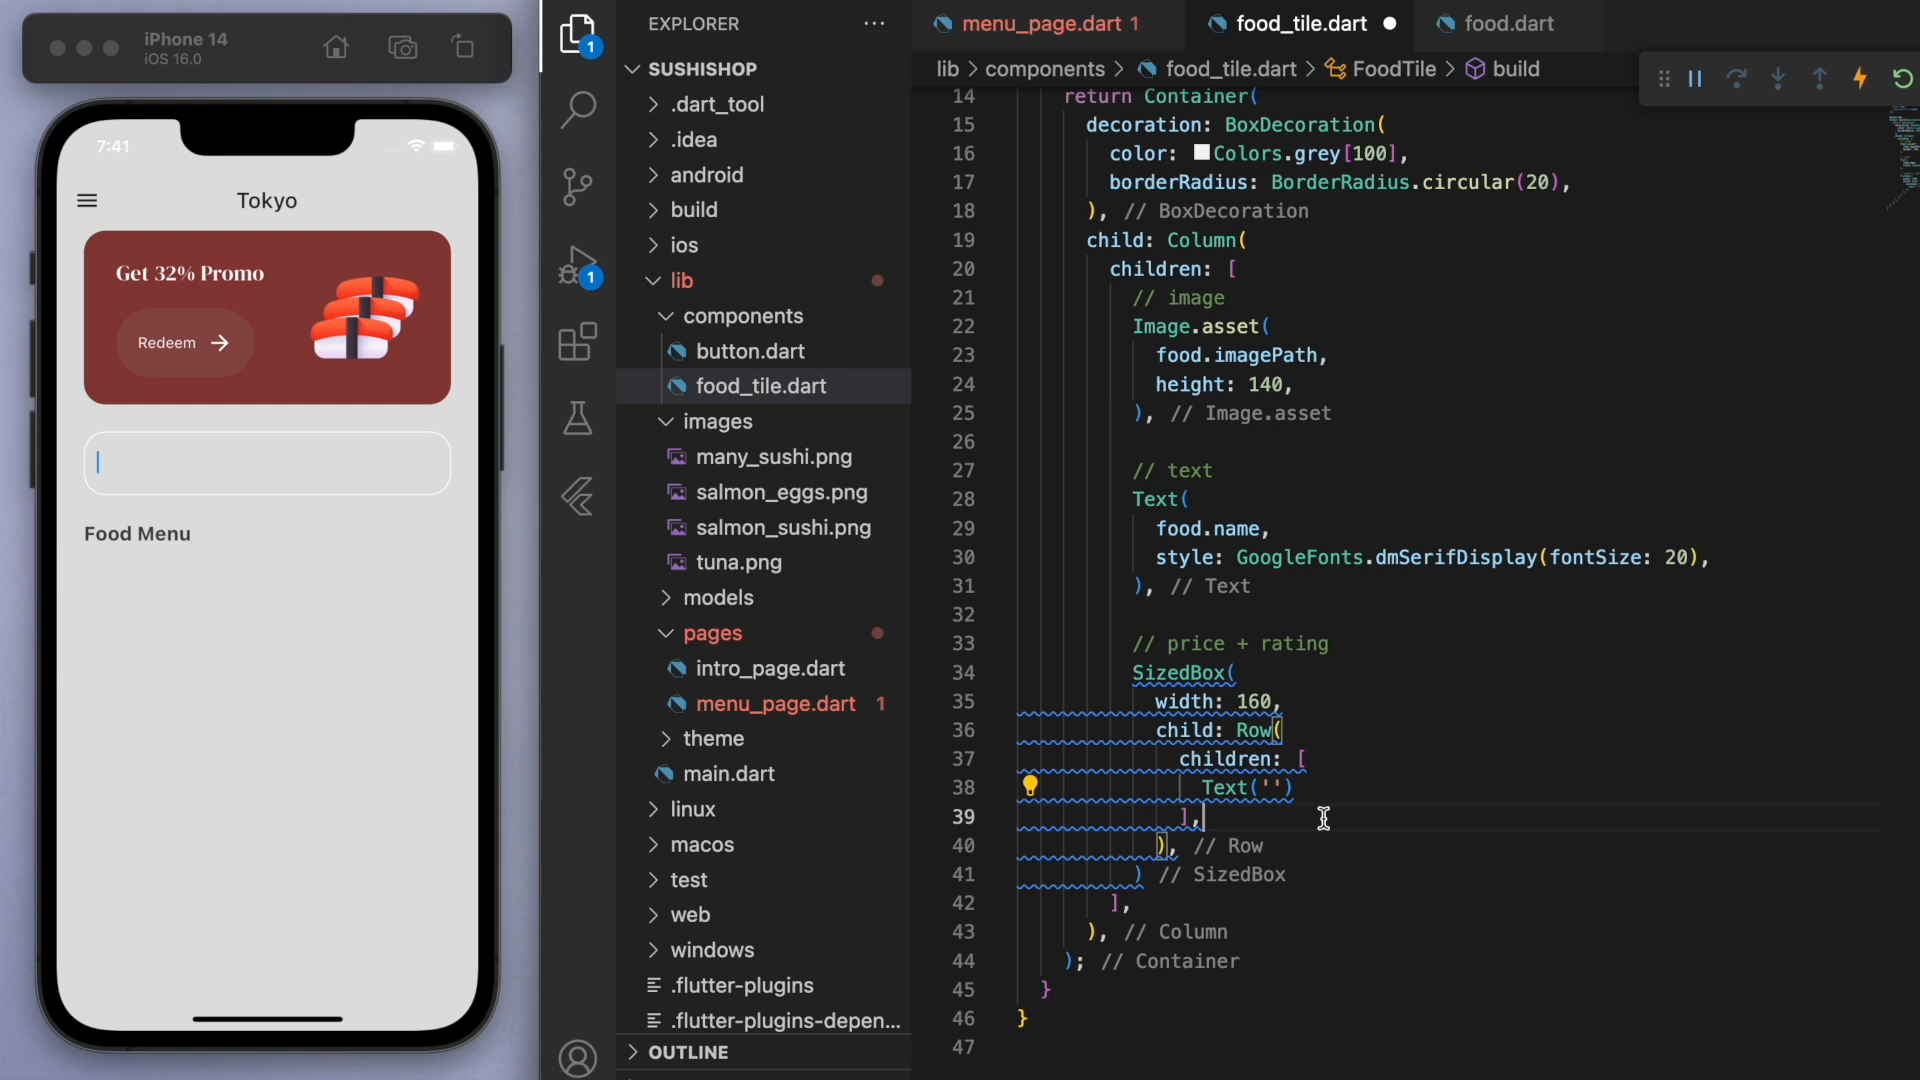 iPhone 14
iOS 16.0
7:41
Tokyo
Get 32% Promo
Redeem
Food Menu
1
1
EXPLORER
SUSHISHOP
.dart_tool
.idea
android
build
ios
lib
components
button.dart
food_tile.dart
images
many_sushi.png
salmon_eggs.png
salmon_sushi.png
tuna.png
models
pages
intro_page.dart
menu_page.dart 1
theme
main.dart
linux
macos
test
web
windows
.flutter-plugins
.flutter-plugins-depen...
OUTLINE
menu_page.dart 1
food_tile.dart
food.dart
lib > components > food_tile.dart > FoodTile > build
14 return Container(
15 decoration: BoxDecoration(
16 color: Colors.grey[100],
17 borderRadius: BorderRadius.circular(20),
18 ), // BoxDecoration
19 child: Column(
20 children: [
21 // image
22 Image.asset(
23 food.imagePath,
24 height: 140,
25 ), // Image.asset
26
27 // text
28 Text(
29 food.name,
30 style: GoogleFonts.dmSerifDisplay(fontSize: 20),
31 ), // Text
32
33 // price + rating
34 SizedBox(
35 width: 160,
36 child: Row(
37 children: [
38 Text('')
39 ],
40 ), // Row
41 ) // SizedBox
42 ],
43 ), // Column
44 ); // Container
45 }
46 }
47